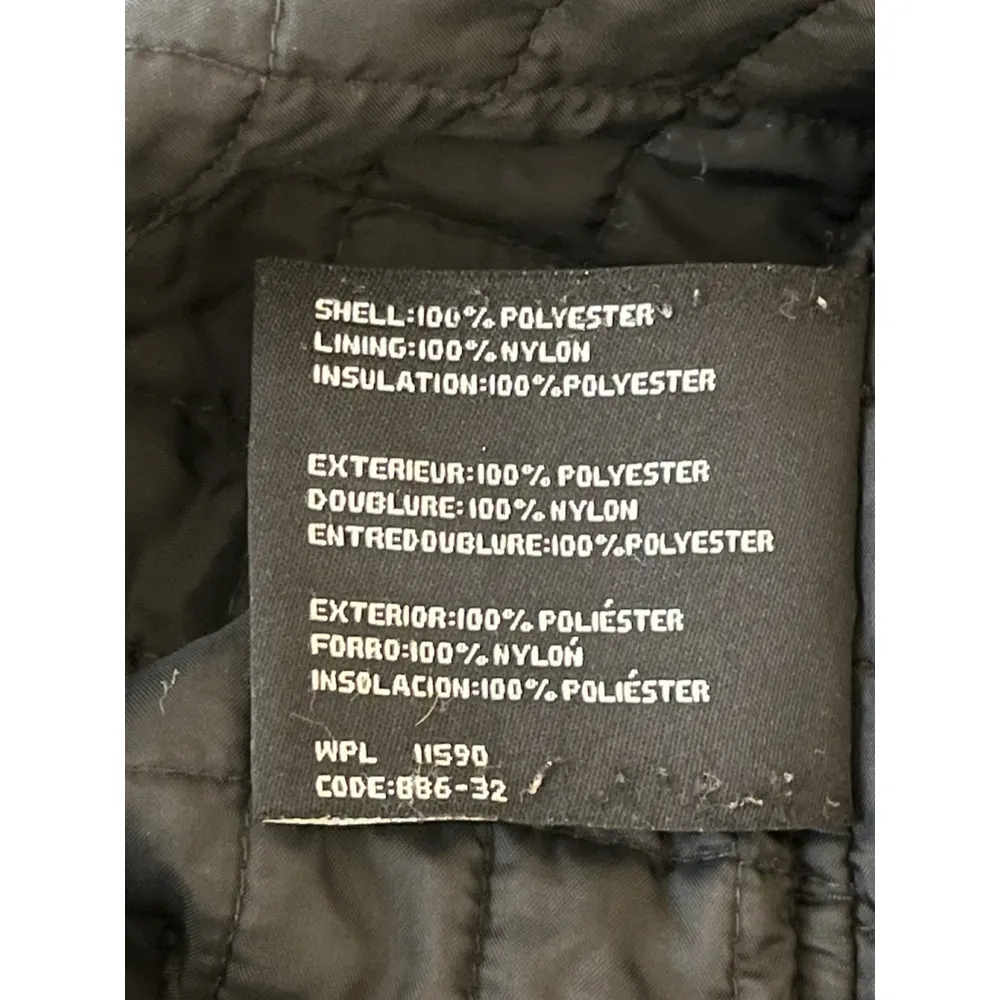 SHELL:100% POLYESTER
LINING:100% NYLON
INSULATION:100% POLYESTER
EXTERIEUR:100% POLYESTER
DOUBLURE:100% NYLON
ENTREDOUBLURE:100% POLYESTER
EXTERIOR:100% POLIÉSTER
FORRO:100% NYLOŃ
INSOLACION:100% POLIÉSTER
WPL 11590
CODE:886-32